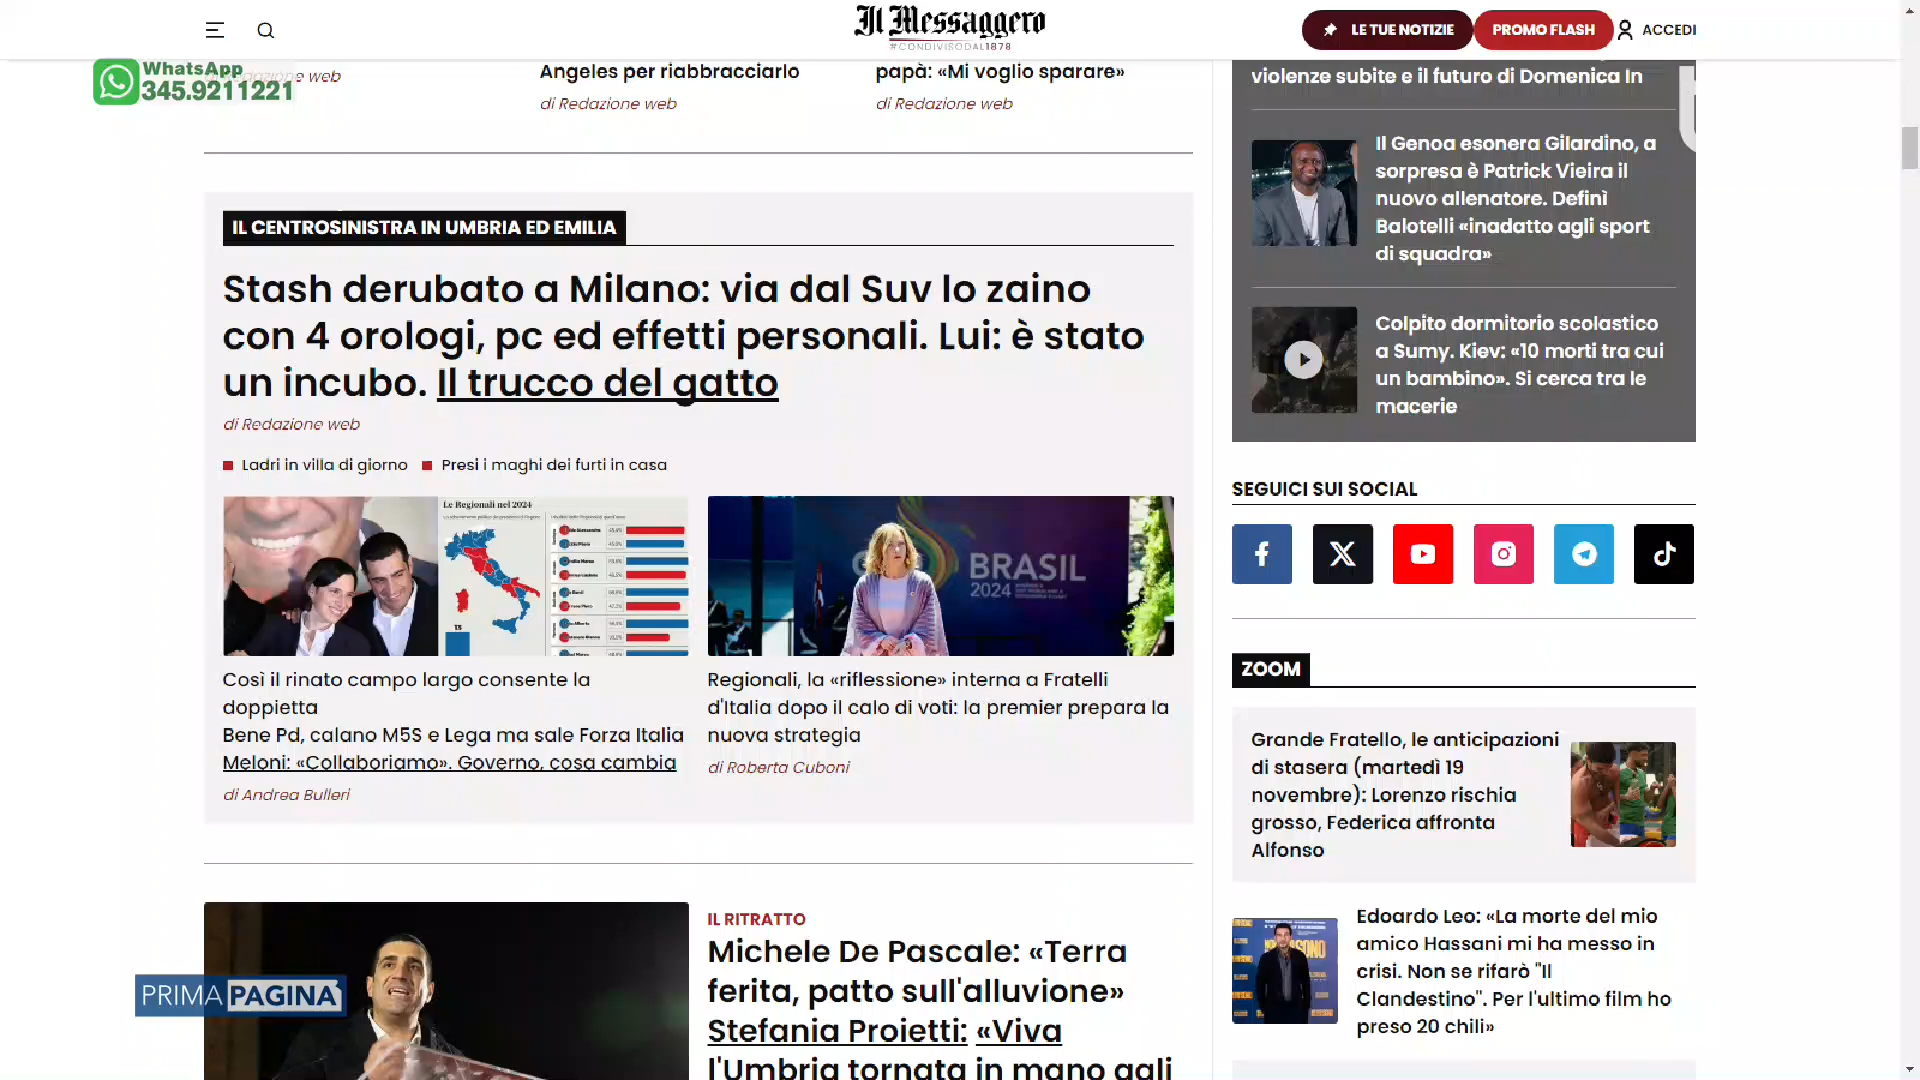 Il Messaggero
#CONDIVISODAL1878
LE TUE NOTIZIE
PROMO FLASH
ACCEDI
WhatsApp
345.9211221
web
Angeles per riabbracciarlo
di Redazione web
papà: «Mi voglio sparare»
di Redazione web
IL CENTROSINISTRA IN UMBRIA ED EMILIA
Stash derubato a Milano: via dal Suv lo zaino
con 4 orologi, pc ed effetti personali. Lui: è stato
un incubo. Il trucco del gatto
di Redazione web
Ladri in villa di giorno
Presi i maghi dei furti in casa
Le Regionali nel 2024
13
BRASIL
2024
Così il rinato campo largo consente la
doppietta
Bene Pd, calano M5S e Lega ma sale Forza Italia
Meloni: «Collaboriamo». Governo, cosa cambia
di Andrea Bulleri
Regionali, la «riflessione» interna a Fratelli
d'Italia dopo il calo di voti: la premier prepara la
nuova strategia
di Roberta Cuboni
PRIMA PAGINA
IL RITRATTO
Michele De Pascale: «Terra
ferita, patto sull'alluvione»
Stefania Proietti: «Viva
l'Umbria tornata in mano agli
violenze subite e il futuro di Domenica In
Il Genoa esonera Gilardino, a
sorpresa è Patrick Vieira il
nuovo allenatore. Definì
Balotelli «inadatto agli sport
di squadra»
Colpito dormitorio scolastico
a Sumy. Kiev: «10 morti tra cui
un bambino». Si cerca tra le
macerie
SEGUICI SUI SOCIAL
ZOOM
Grande Fratello, le anticipazioni
di stasera (martedì 19
novembre): Lorenzo rischia
grosso, Federica affronta
Alfonso
Edoardo Leo: «La morte del mio
amico Hassani mi ha messo in
crisi. Non se rifarò "Il
Clandestino". Per l'ultimo film ho
preso 20 chili»